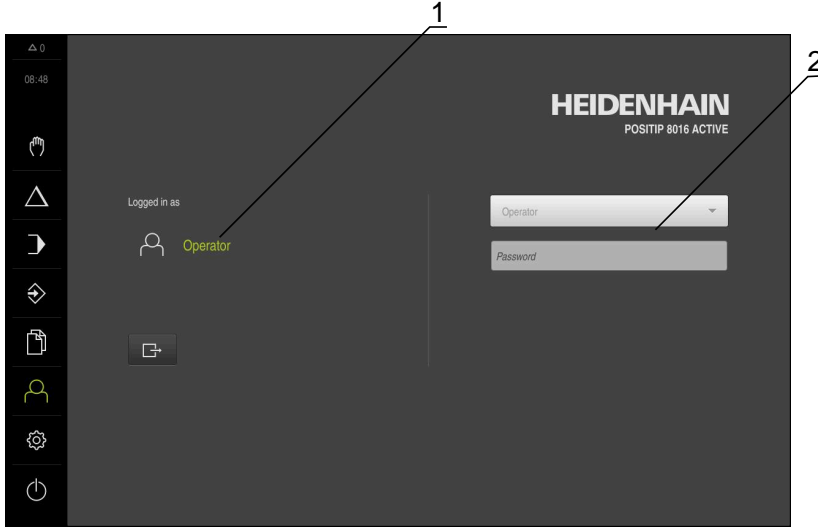 1
2
0
08:48
HEIDENHAIN
POSITIP 8016 ACTIVE
Logged in as
Operator
Operator
Password